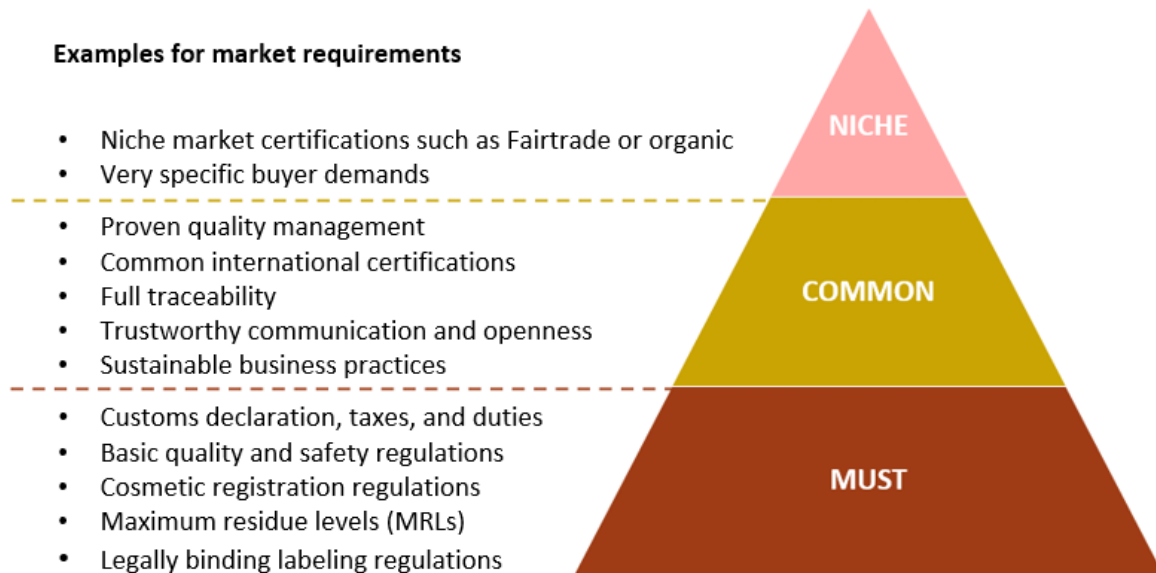 Examples for market requirements
NICHE
• Niche market certifications such as Fairtrade or organic
• Very specific buyer demands
• Proven quality management
• Common international certifications
COMMON
• Full traceability
• Trustworthy communication and openness
• Sustainable business practices
• Customs declaration, taxes, and duties
• Basic quality and safety regulations
MUST
• Cosmetic registration regulations
• Maximum residue levels (MRLs)
• Legally binding labeling regulations